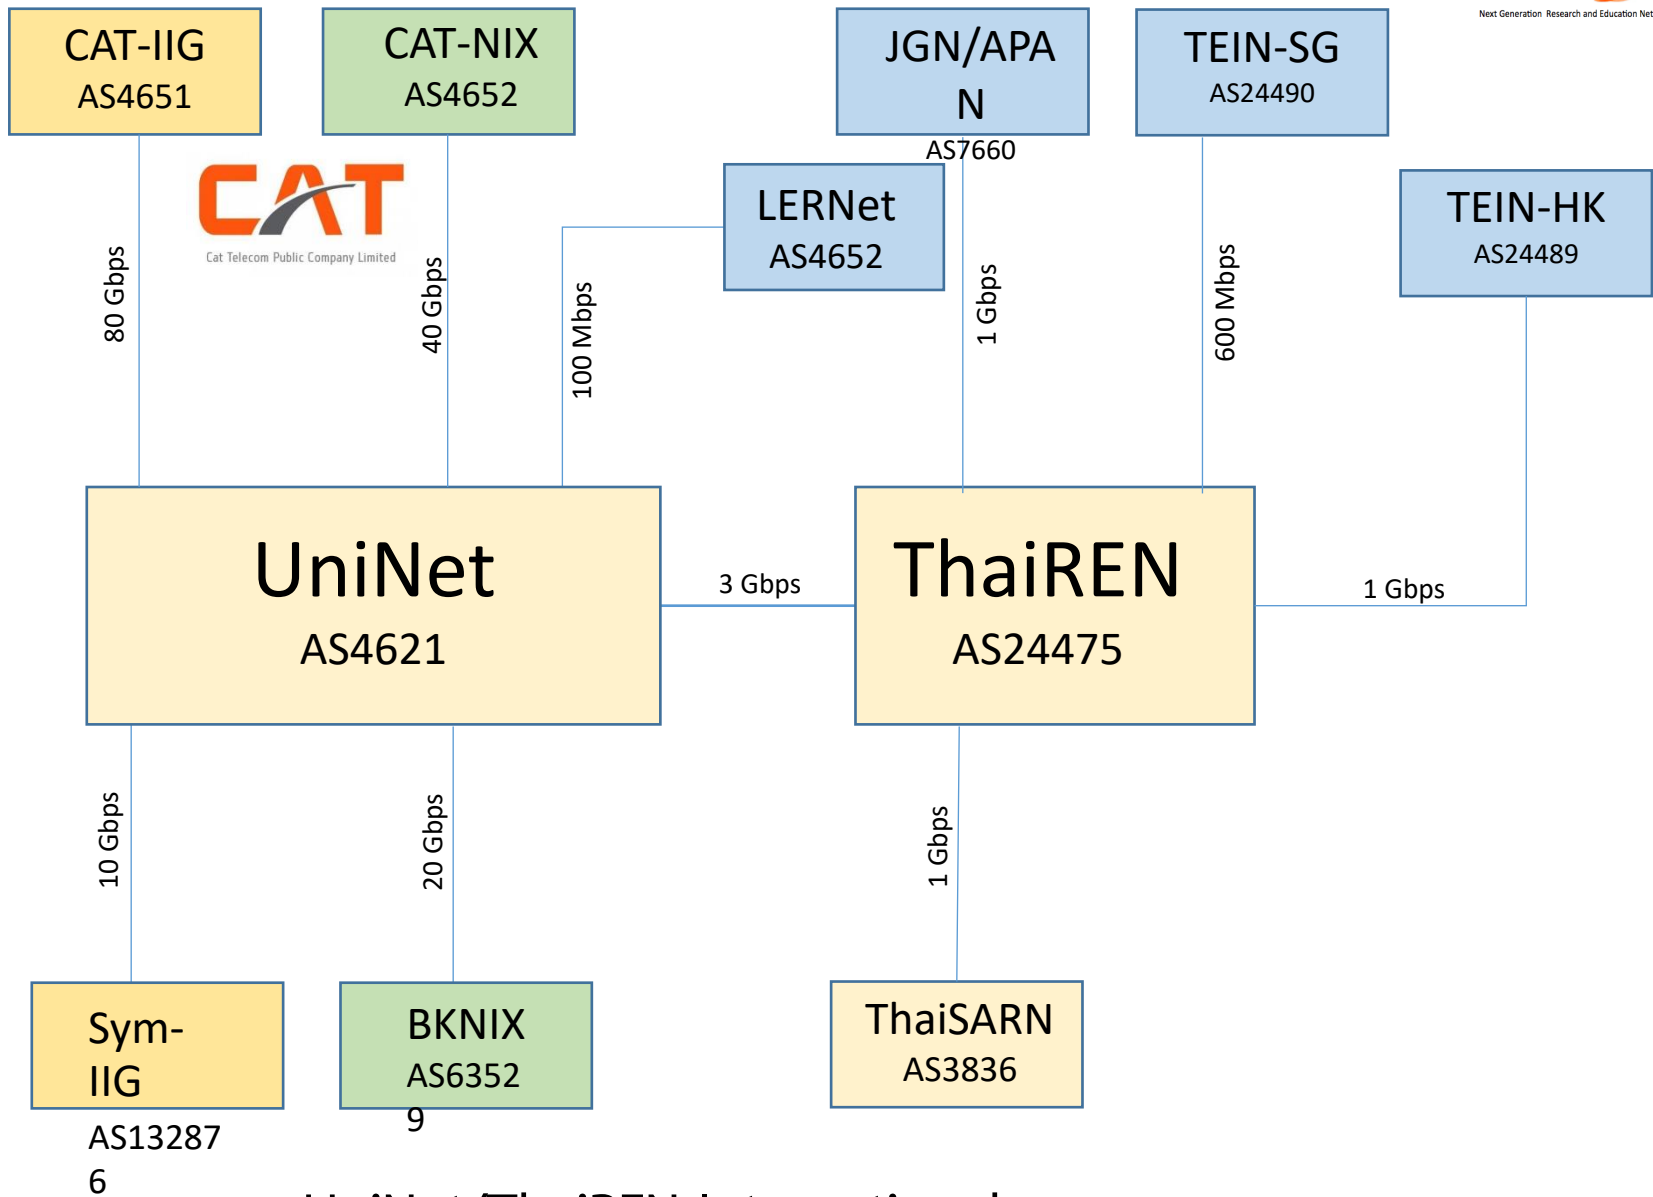 Next Generation Research and Education Net
CAT-IIG
AS4651
CAT-NIX
AS4652
JGN/APA
N
AS7660
TEIN-SG
AS24490
CAT
Cat Telecom Public Company Limited
LERNet
AS4652
TEIN-HK
AS24489
80 Gbps
40 Gbps
100 Mbps
1 Gbps
600 Mbps
UniNet
AS4621
3 Gbps
ThaiREN
AS24475
1 Gbps
10 Gbps
20 Gbps
1 Gbps
Sym-
IIG
AS13287
6
BKNIX
AS6352
9
ThaiSARN
AS3836
UniNet/ThaiREN International